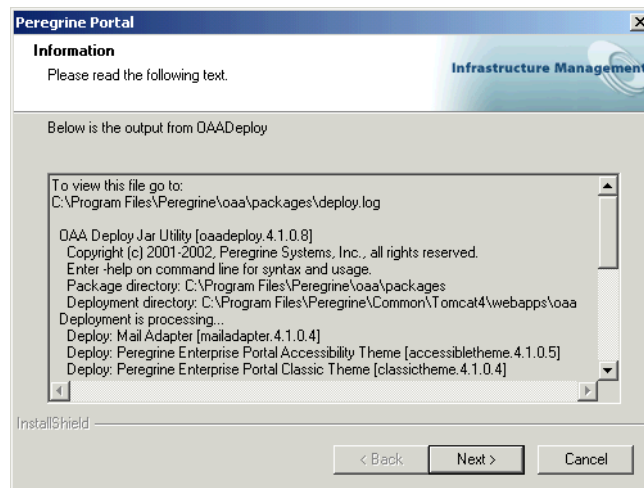 Peregrine Portal
Information
Please read the following text.
Infrastructure Management
Below is the output from OAADeploy
To view this file go to:
C:\Program Files\Peregrine\oaa\packages\deploy.log
OAA Deploy Jar Utility [oaadeploy.4.1.0.8]
Copyright (c) 2001-2002, Peregrine Systems, Inc., all rights reserved.
Enter -help on command line for syntax and usage.
Package directory: C:\Program Files\Peregrine\oaa\packages
Deployment directory: C:\Program Files\Peregrine\Common\Tomcat4\webapps\oaa
Deployment is processing...
Deploy: Mail Adapter [mailadapter.4.1.0.4]
Deploy: Peregrine Enterprise Portal Accessibility Theme [accessibletheme.4.1.0.5]
Deploy: Peregrine Enterprise Portal Classic Theme [classictheme.4.1.0.4]
InstallShield
< Back
Next >
Cancel